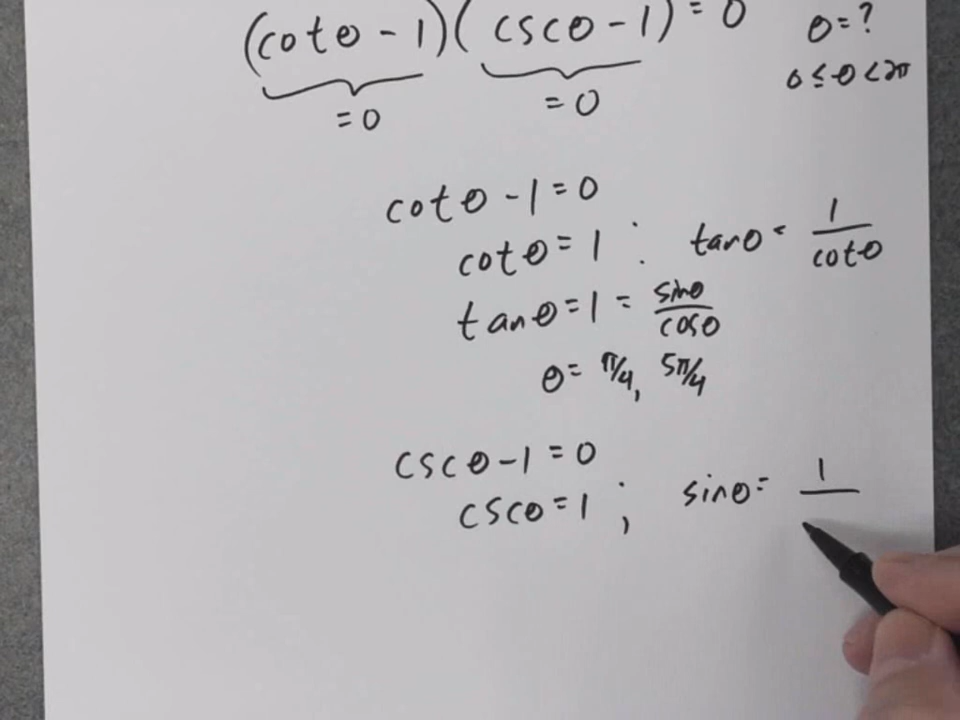 (cotθ - 1)(cscθ - 1) = 0 θ = ?
0 ≤ θ < 2π
= 0 = 0
cotθ - 1 = 0
cotθ = 1 ; tanθ = 1/cotθ
tanθ = 1 = sinθ/cosθ
θ = π/4, 5π/4
cscθ - 1 = 0
cscθ = 1 ; sinθ = 1/